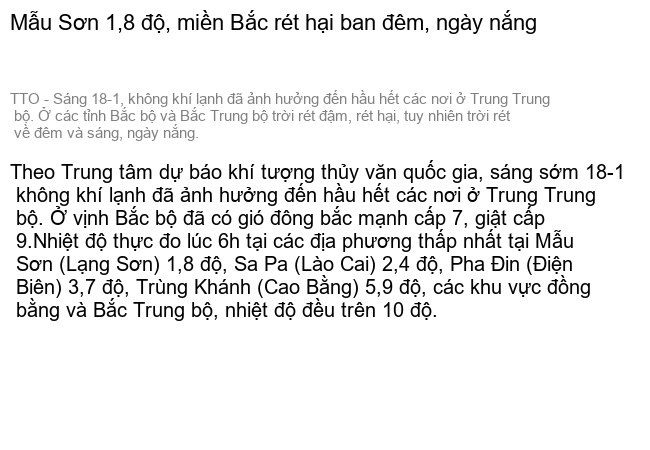 Mẫu Sơn 1,8 độ, miền Bắc rét hại ban đêm, ngày nắng
TTO - Sáng 18-1, không khí lạnh đã ảnh hưởng đến hầu hết các nơi ở Trung Trung
bộ. Ở các tỉnh Bắc bộ và Bắc Trung bộ trời rét đậm, rét hại, tuy nhiên trời rét
về đêm và sáng, ngày nắng.
Theo Trung tâm dự báo khí tượng thủy văn quốc gia, sáng sớm 18-1
không khí lạnh đã ảnh hưởng đến hầu hết các nơi ở Trung Trung
bộ. Ở vịnh Bắc bộ đã có gió đông bắc mạnh cấp 7, giật cấp
9.Nhiệt độ thực đo lúc 6h tại các địa phương thấp nhất tại Mẫu
Sơn (Lạng Sơn) 1,8 độ, Sa Pa (Lào Cai) 2,4 độ, Pha Đin (Điện
Biên) 3,7 độ, Trùng Khánh (Cao Bằng) 5,9 độ, các khu vực đồng
bằng và Bắc Trung bộ, nhiệt độ đều trên 10 độ.